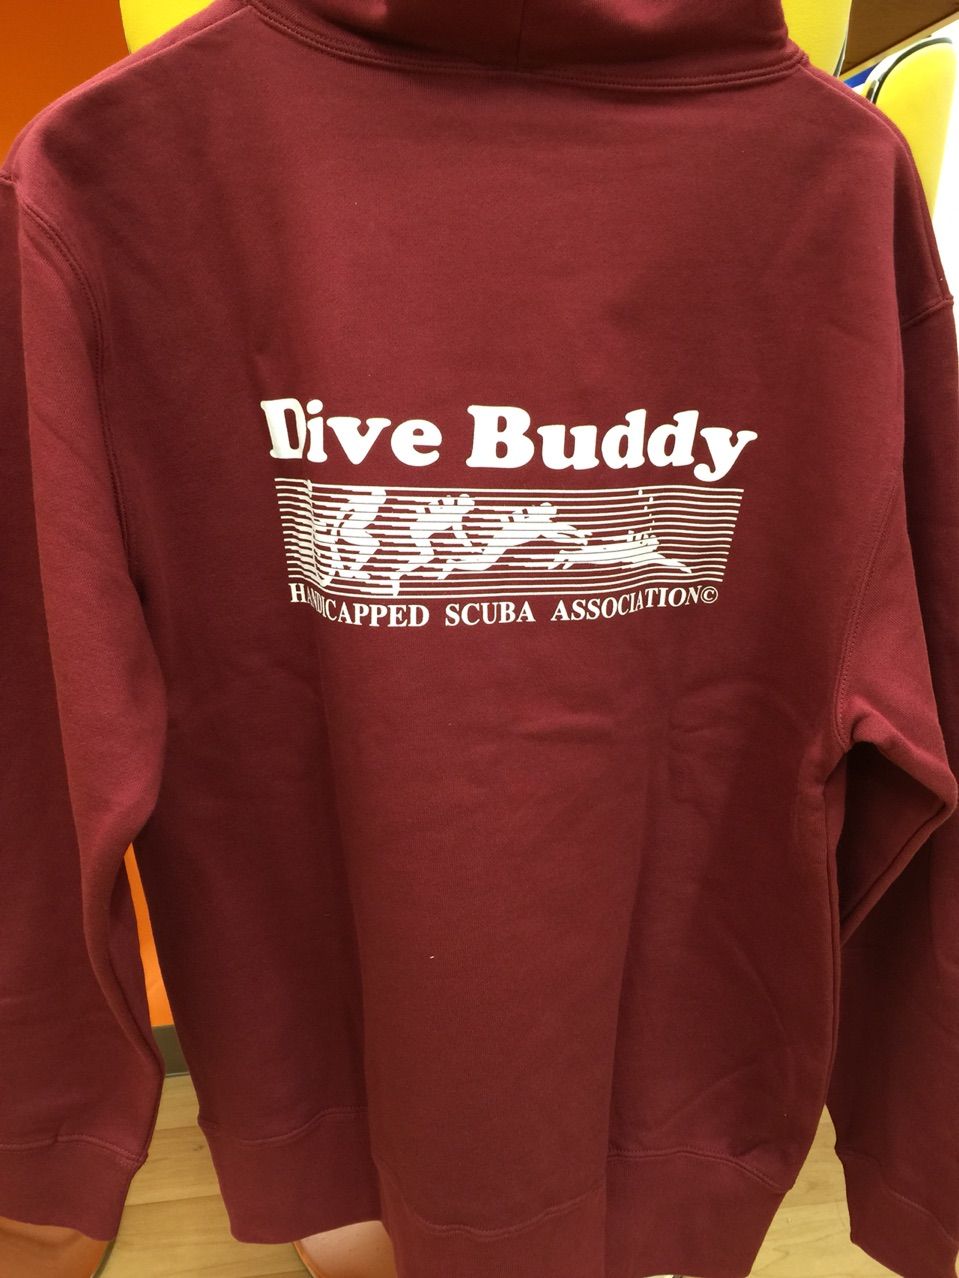 Dive Buddy
HANDICAPPED SCUBA ASSOCIATION©